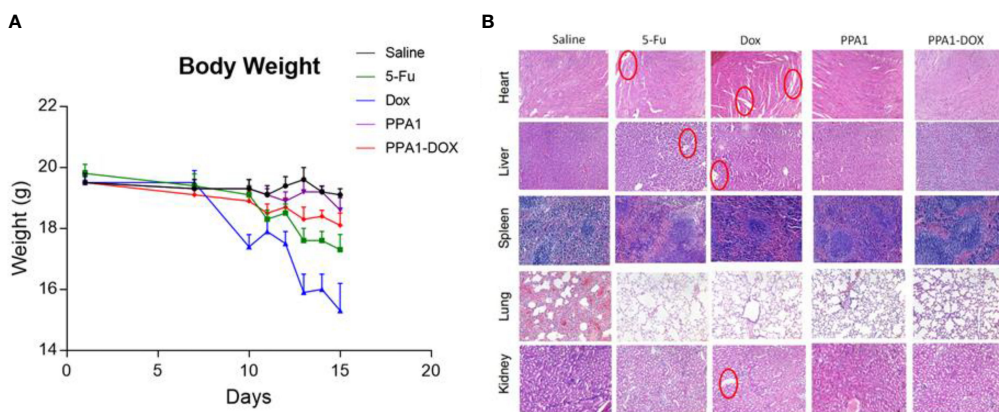 A
Body Weight
Saline
5-Fu
Dox
PPA1
PPA1-DOX
Weight (g)
22
20
18
16
14
0
5
10
15
20
Days
B
Saline
5-Fu
Dox
PPA1
PPA1-DOX
Heart
Liver
Spleen
Lung
Kidney